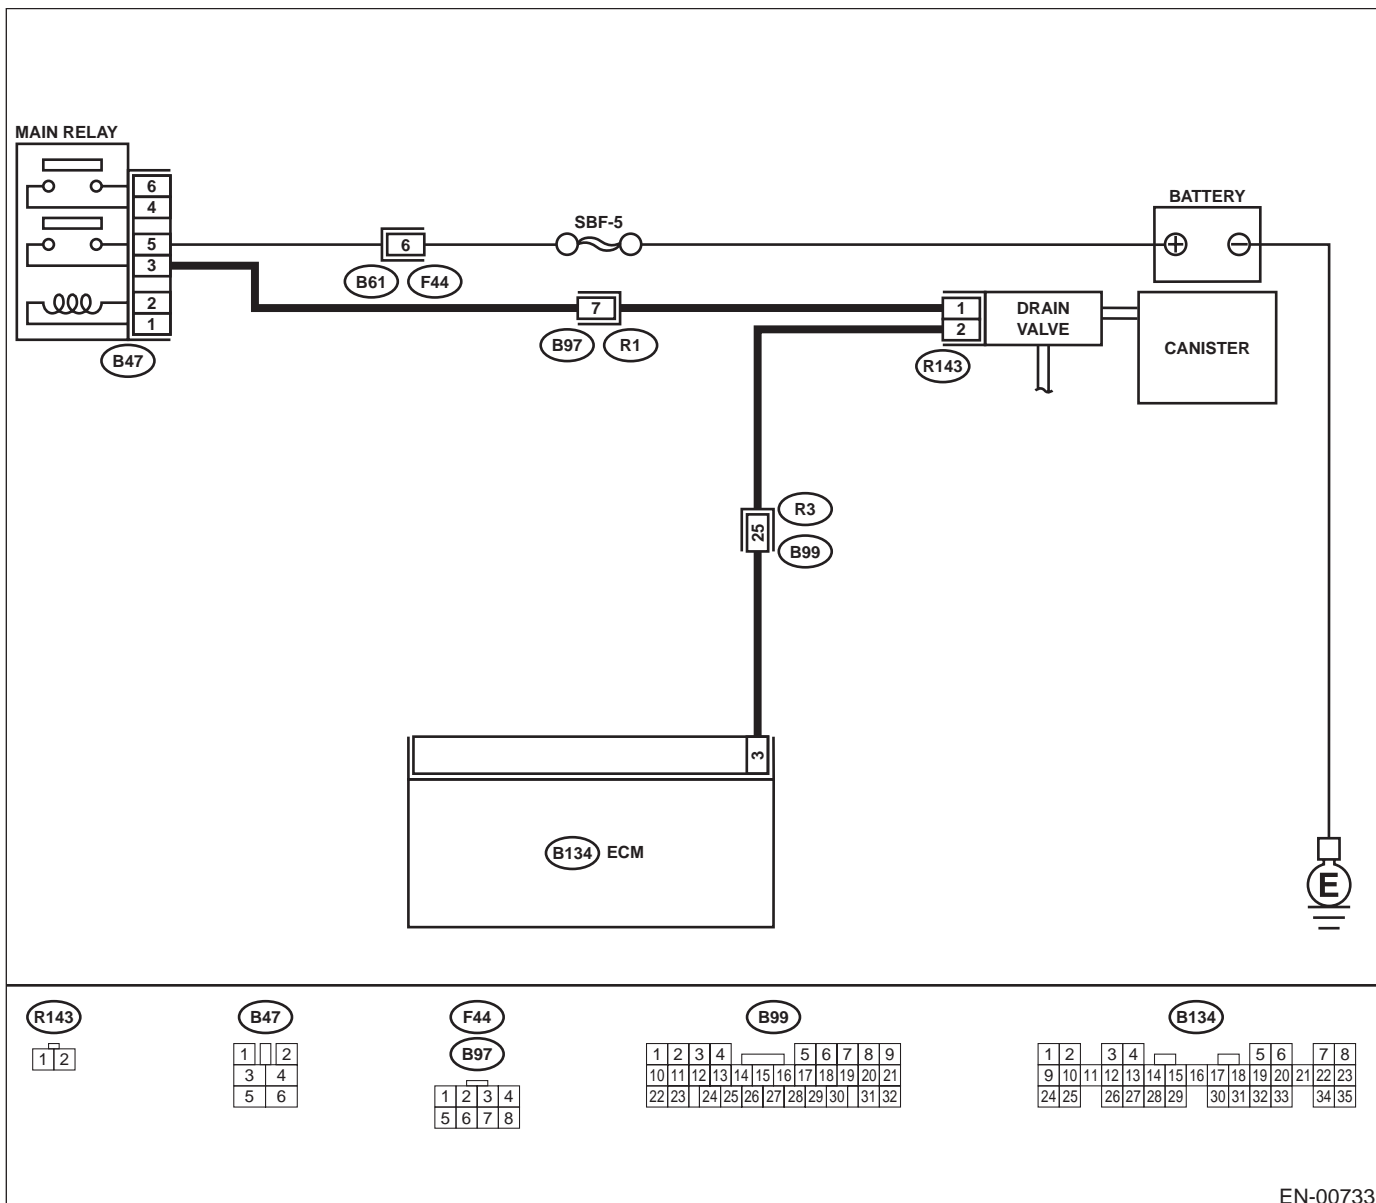 MAIN RELAY
6
4
5
3
2
1
B47
6
B61 F44
SBF-5
BATTERY
7
B97 R1
1
2
R143
DRAIN
VALVE
CANISTER
25
R3
B99
3
B134 ECM
E
R143
1 2
B47
1 2
3 4
5 6
F44
B97
1 2 3 4
5 6 7 8
B99
1 2 3 4 5 6 7 8 9
10 11 12 13 14 15 16 17 18 19 20 21
22 23 24 25 26 27 28 29 30 31 32
B134
1 2 3 4 5 6 7 8
9 10 11 12 13 14 15 16 17 18 19 20 21 22 23
24 25 26 27 28 29 30 31 32 33 34 35
EN-00733